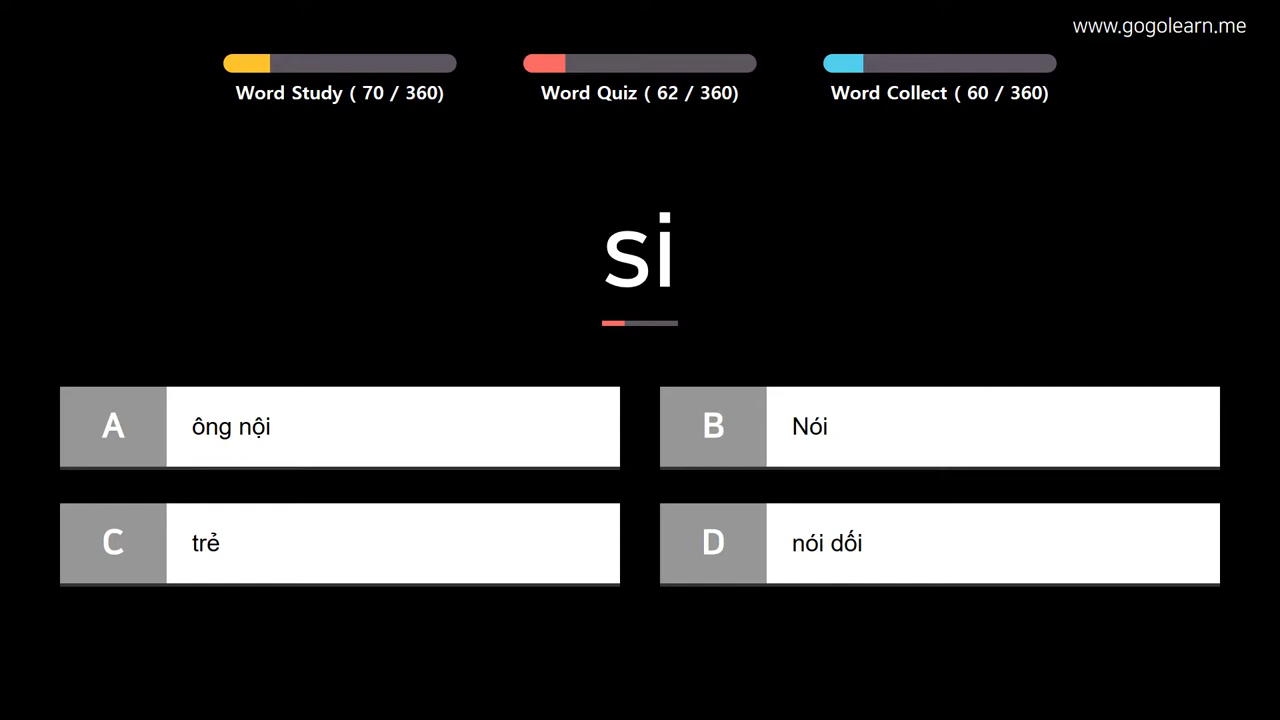 www.gogolearn.me
Word Study ( 70 / 360)
Word Quiz ( 62 / 360)
Word Collect ( 60 / 360)
si
A ông nội
B Nói
C trẻ
D nói dối